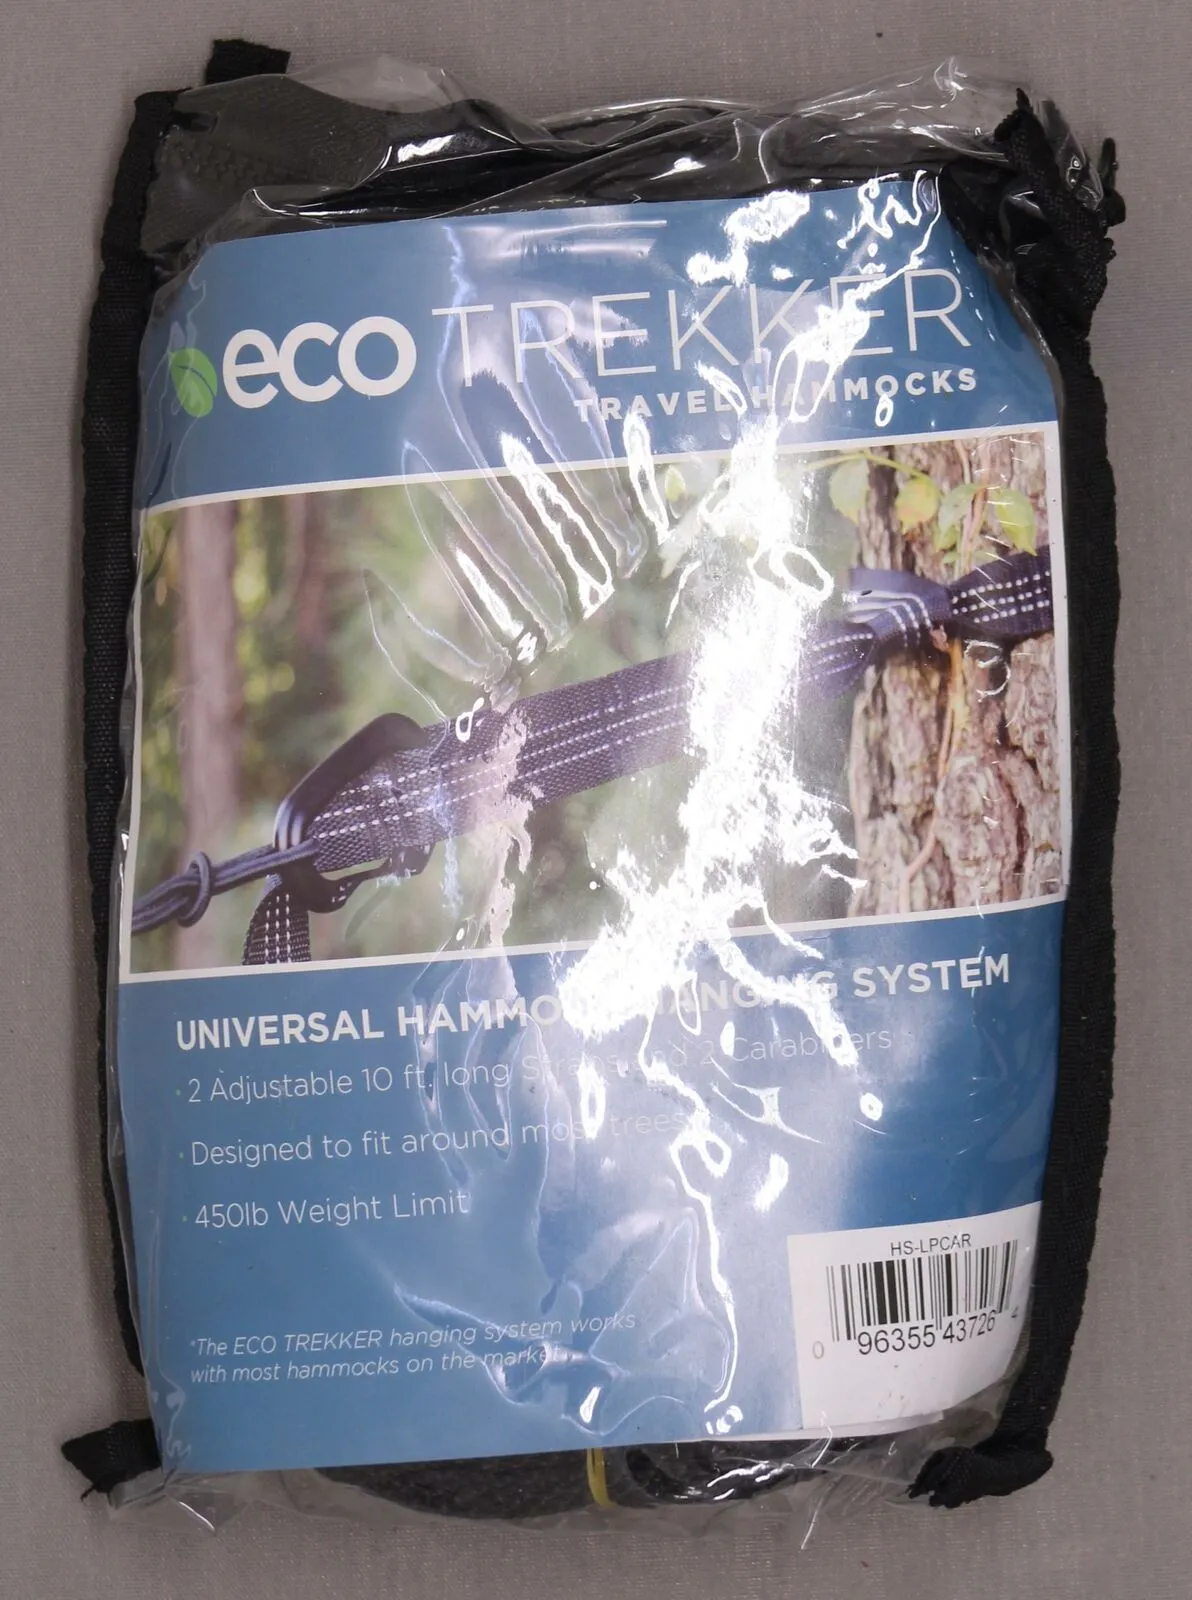 eco TREKKER
TRAVEL HAMMOCKS
UNIVERSAL HAMMOCK HANGING SYSTEM
· 2 Adjustable 10 ft. long Straps and 2 Carabiners
· Designed to fit around most trees
· 450lb Weight Limit
*The ECO TREKKER hanging system works
with most hammocks on the market
HS-LPCAR
0 96355 43726 4